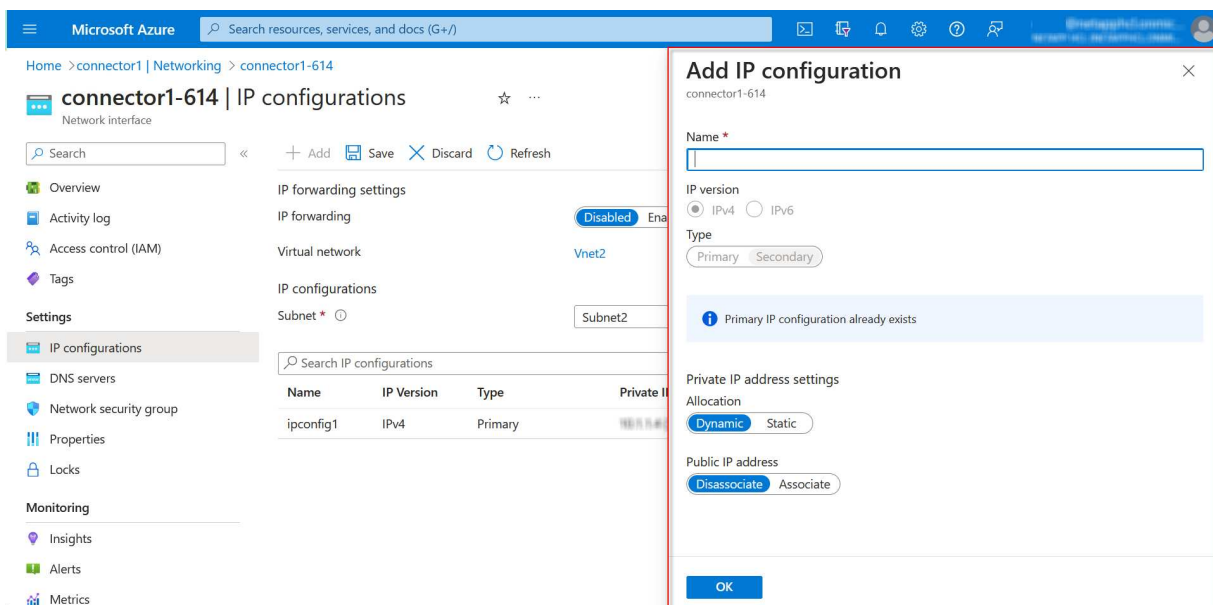 Microsoft Azure
Search resources, services, and docs (G+/)
Home >connector1 | Networking > connector1-614
connector1-614 | IP configurations
Network interface
Search
Overview
Activity log
Access control (IAM)
Tags
Settings
IP configurations
DNS servers
Network security group
Properties
Locks
Monitoring
Insights
Alerts
Metrics
Add Save Discard Refresh
IP forwarding settings
IP forwarding Disabled Ena
Virtual network Vnet2
IP configurations
Subnet * Subnet2
Search IP configurations
Name IP Version Type Private I
ipconfig1 IPv4 Primary
Add IP configuration
connector1-614
Name *
IP version
IPv4 IPv6
Type
Primary Secondary
Primary IP configuration already exists
Private IP address settings
Allocation
Dynamic Static
Public IP address
Disassociate Associate
OK